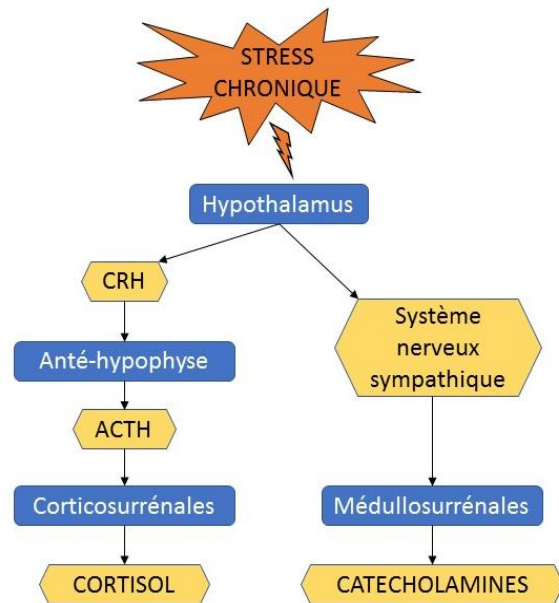 STRESS
CHRONIQUE
Hypothalamus
CRH
Anté-hypophyse
ACTH
Corticosurrénales
CORTISOL
Système
nerveux
sympathique
Médullosurrénales
CATECHOLAMINES